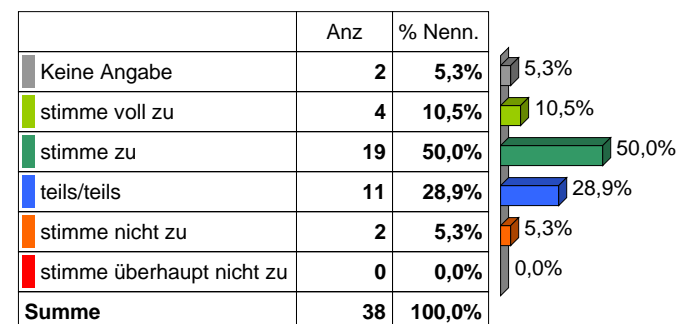 Anz % Nenn.
Keine Angabe 2 5,3% 5,3%
stimme voll zu 4 10,5% 10,5%
stimme zu 19 50,0% 50,0%
teils/teils 11 28,9% 28,9%
stimme nicht zu 2 5,3% 5,3%
stimme überhaupt nicht zu 0 0,0% 0,0%
Summe 38 100,0%